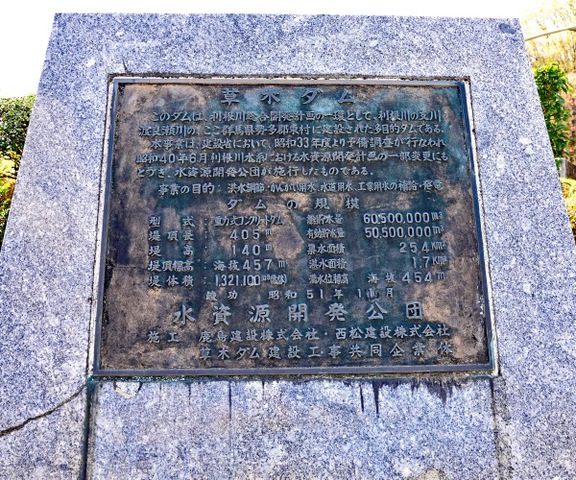 草木ダム
このダムは、利根川総合開発計画の一環として、利根川の支川
渡良瀬川の、ここ群馬県勢多郡東村に建設された多目的ダムである。
本事業は、建設省において、昭和33年度より予備調査が行なわれ
昭和40年6月利根川水系における水資源開発計画の一部変更にも
とづき、水資源開発公団が施行したものである。
事業の目的:洪水調節・かんがい用水、水道用水、工業用水の補給・発電
ダムの規模
型式 重力式コンクリートダム 総貯水量 60,500,000m³
堤頂長 405m 有効貯水量 50,500,000m³
堤高 140m 集水面積 254Km²
堤頂標高 海抜457m 湛水面積 1.7Km²
堤体積 1,321,100m³ 満水位標高 海抜454m
竣功 昭和51年 月
水資源開発公団
施工 鹿島建設株式会社・西松建設株式会社
草木ダム建設工事共同企業体